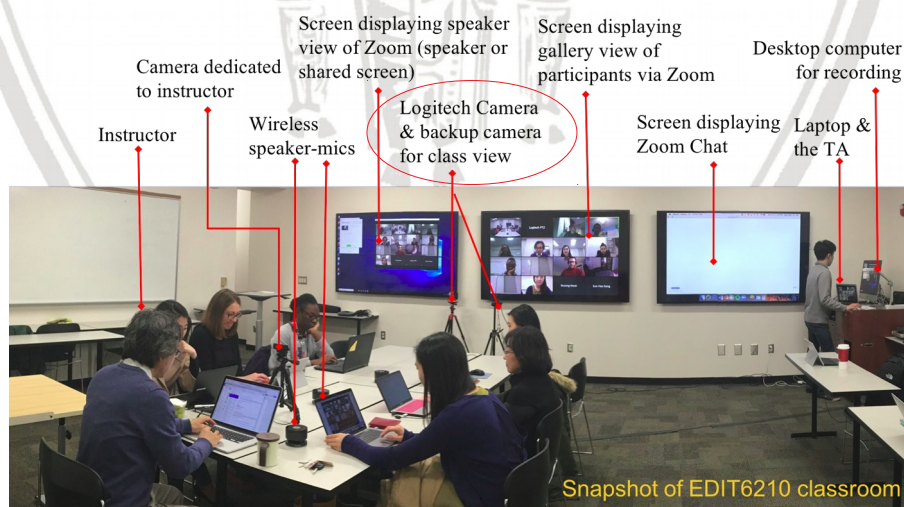 Screen displaying speaker
view of Zoom (speaker or
shared screen)
Screen displaying
gallery view of
participants via Zoom
Desktop computer
for recording
Camera dedicated
to instructor
Logitech Camera
& backup camera
for class view
Instructor
Wireless
speaker-mics
Screen displaying
Zoom Chat
Laptop &
the TA
Logitech PTZ
Snapshot of EDIT6210 classroom